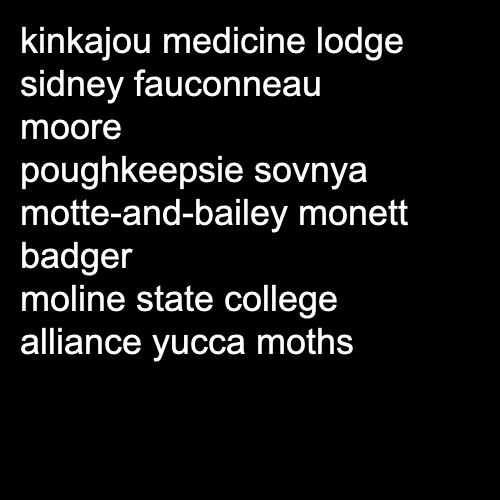 kinkajou medicine lodge
sidney fauconneau
moore
poughkeepsie sovnya
motte-and-bailey monett
badger
moline state college
alliance yucca moths